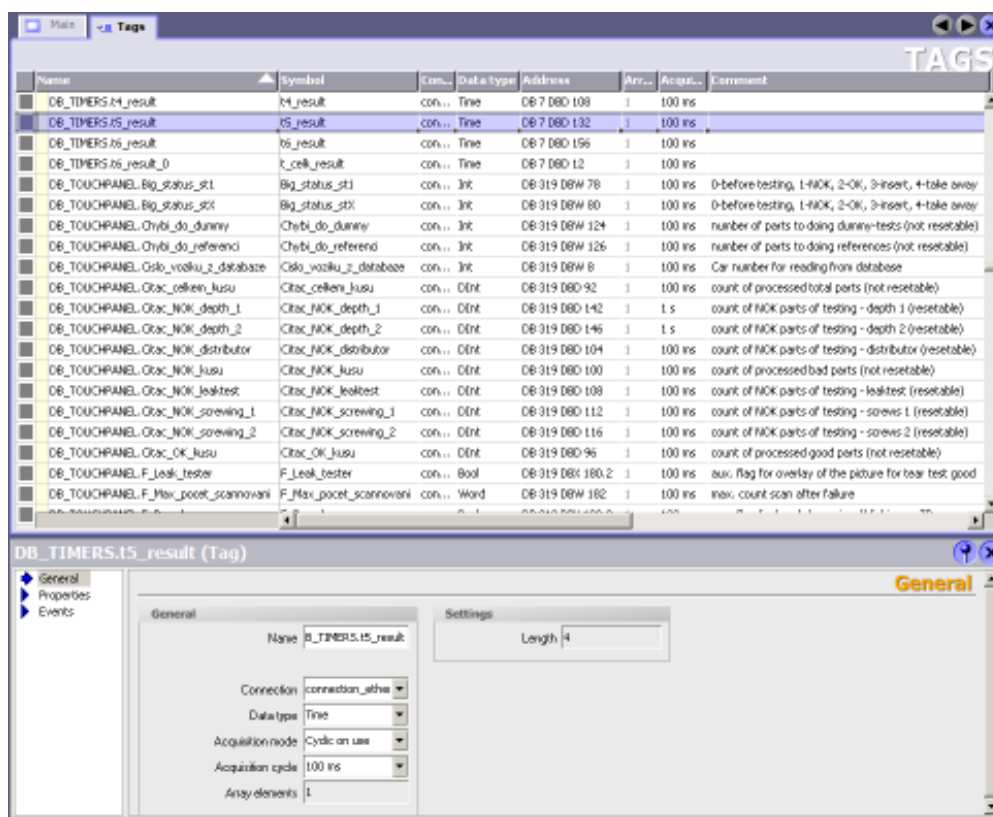 Main Tags
TAGS
Name Symbol Con... Data type Address Arr... Acqui... Comment
DB_TIMERS.t4_result t4_result con... Time DB 7 DBD 108 1 100 ms
DB_TIMERS.t5_result t5_result con... Time DB 7 DBD 132 1 100 ms
DB_TIMERS.t6_result t6_result con... Time DB 7 DBD 156 1 100 ms
DB_TIMERS.t6_result_0 t_celk_result con... Time DB 7 DBD 12 1 100 ms
DB_TOUCHPANEL.Big_status_st1 Big_status_st1 con... Int DB 319 DBW 78 1 100 ms 0-before testing, 1-NOK, 2-OK, 3-insert, 4-take away
DB_TOUCHPANEL.Big_status_stX Big_status_stX con... Int DB 319 DBW 80 1 100 ms 0-before testing, 1-NOK, 2-OK, 3-insert, 4-take away
DB_TOUCHPANEL.Chybi_do_dummy Chybi_do_dummy con... Int DB 319 DBW 124 1 100 ms number of parts to doing dummy-tests (not resetable)
DB_TOUCHPANEL.Chybi_do_referenci Chybi_do_referenci con... Int DB 319 DBW 126 1 100 ms number of parts to doing references (not resetable)
DB_TOUCHPANEL.Cislo_voziku_z_databaze Cislo_voziku_z_databaze con... Int DB 319 DBW 8 1 100 ms Car number for reading from database
DB_TOUCHPANEL.Citac_celkem_kusu Citac_celkem_kusu con... DInt DB 319 DBD 92 1 100 ms count of processed total parts (not resetable)
DB_TOUCHPANEL.Citac_NOK_depth_1 Citac_NOK_depth_1 con... DInt DB 319 DBD 142 1 1 s count of NOK parts of testing - depth 1 (resetable)
DB_TOUCHPANEL.Citac_NOK_depth_2 Citac_NOK_depth_2 con... DInt DB 319 DBD 146 1 1 s count of NOK parts of testing - depth 2 (resetable)
DB_TOUCHPANEL.Citac_NOK_distributor Citac_NOK_distributor con... DInt DB 319 DBD 104 1 100 ms count of NOK parts of testing - distributor (resetable)
DB_TOUCHPANEL.Citac_NOK_kusu Citac_NOK_kusu con... DInt DB 319 DBD 100 1 100 ms count of processed bad parts (not resetable)
DB_TOUCHPANEL.Citac_NOK_leaktest Citac_NOK_leaktest con... DInt DB 319 DBD 108 1 100 ms count of NOK parts of testing - leaktest (resetable)
DB_TOUCHPANEL.Citac_NOK_screwing_1 Citac_NOK_screwing_1 con... DInt DB 319 DBD 112 1 100 ms count of NOK parts of testing - screws 1 (resetable)
DB_TOUCHPANEL.Citac_NOK_screwing_2 Citac_NOK_screwing_2 con... DInt DB 319 DBD 116 1 100 ms count of NOK parts of testing - screws 2 (resetable)
DB_TOUCHPANEL.Citac_OK_kusu Citac_OK_kusu con... DInt DB 319 DBD 96 1 100 ms count of processed good parts (not resetable)
DB_TOUCHPANEL.F_Leak_tester F_Leak_tester con... Bool DB 319 DBX 180.2 1 100 ms aux. flag for overlay of the picture for tear test good
DB_TOUCHPANEL.F_Max_pocet_scannovani F_Max_pocet_scannovani con... Word DB 319 DBW 182 1 100 ms max. count scan after failure
DB_TIMERS.t5_result (Tag)
General
Properties
Events
General
General
Name B_TIMERS.t5_result
Connection connection_ethe
Data type Time
Acquisition mode Cyclic on use
Acquisition cycle 100 ms
Array elements 1
Settings
Length 4